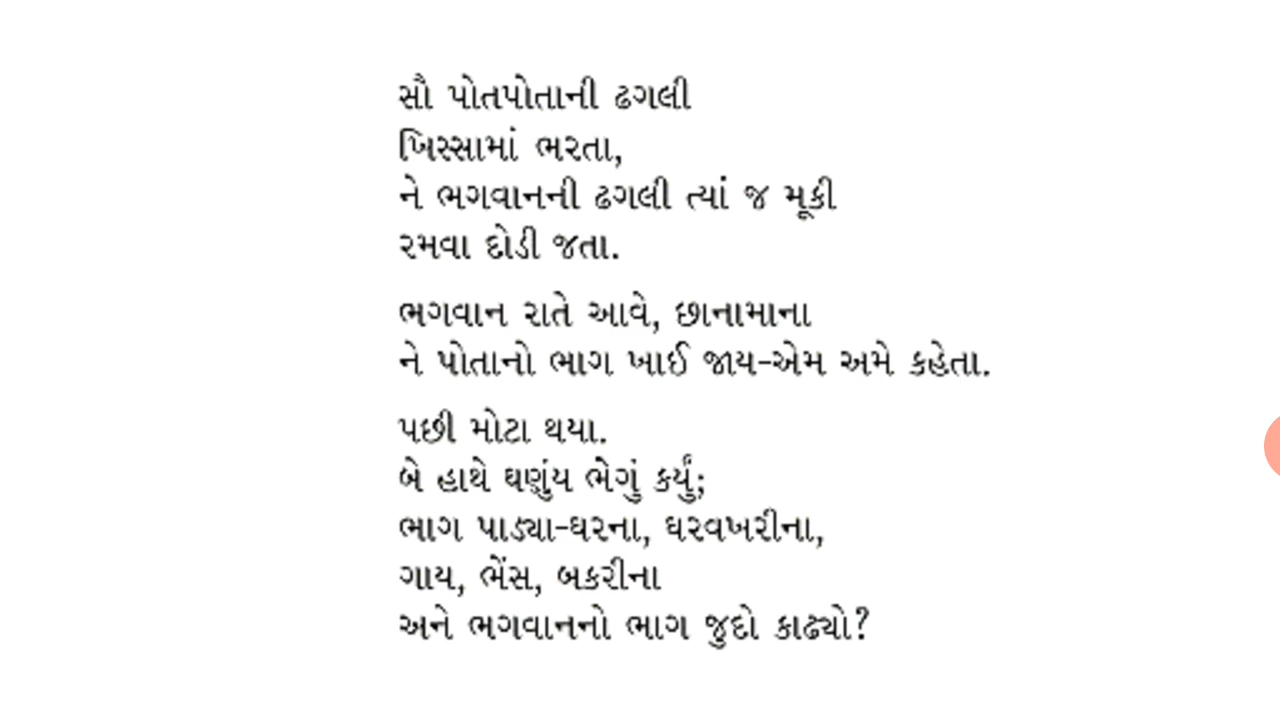 સૌ પોતપોતાની ઢગલી
ખિસ્સામાં ભરતા,
ને ભગવાનની ઢગલી ત્યાં જ મૂકી
રમવા દોડી જતા.
ભગવાન રાતે આવે, છાનામાના
ને પોતાનો ભાગ ખાઈ જાય-એમ અમે કહેતા.
પછી મોટા થયા.
બે હાથે ઘણુંય ભેગું કર્યું;
ભાગ પાડ્યા-ઘરના, ઘરવખરીના,
ગાય, ભેંસ, બકરીના
અને ભગવાનનો ભાગ જુદો કાઢ્યો?